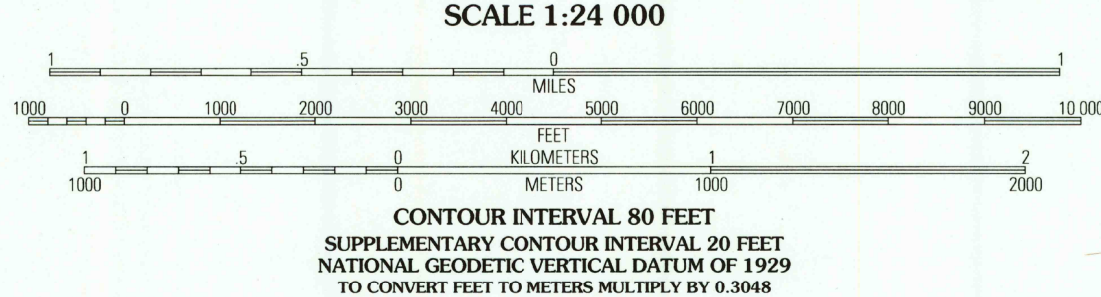 SCALE 1:24 000
1 .5 0 1
MILES
1000 0 1000 2000 3000 4000 5000 6000 7000 8000 9000 10 000
FEET
1 .5 0 KILOMETERS 1 2
1000 0 METERS 1000 2000
CONTOUR INTERVAL 80 FEET
SUPPLEMENTARY CONTOUR INTERVAL 20 FEET
NATIONAL GEODETIC VERTICAL DATUM OF 1929
TO CONVERT FEET TO METERS MULTIPLY BY 0.3048